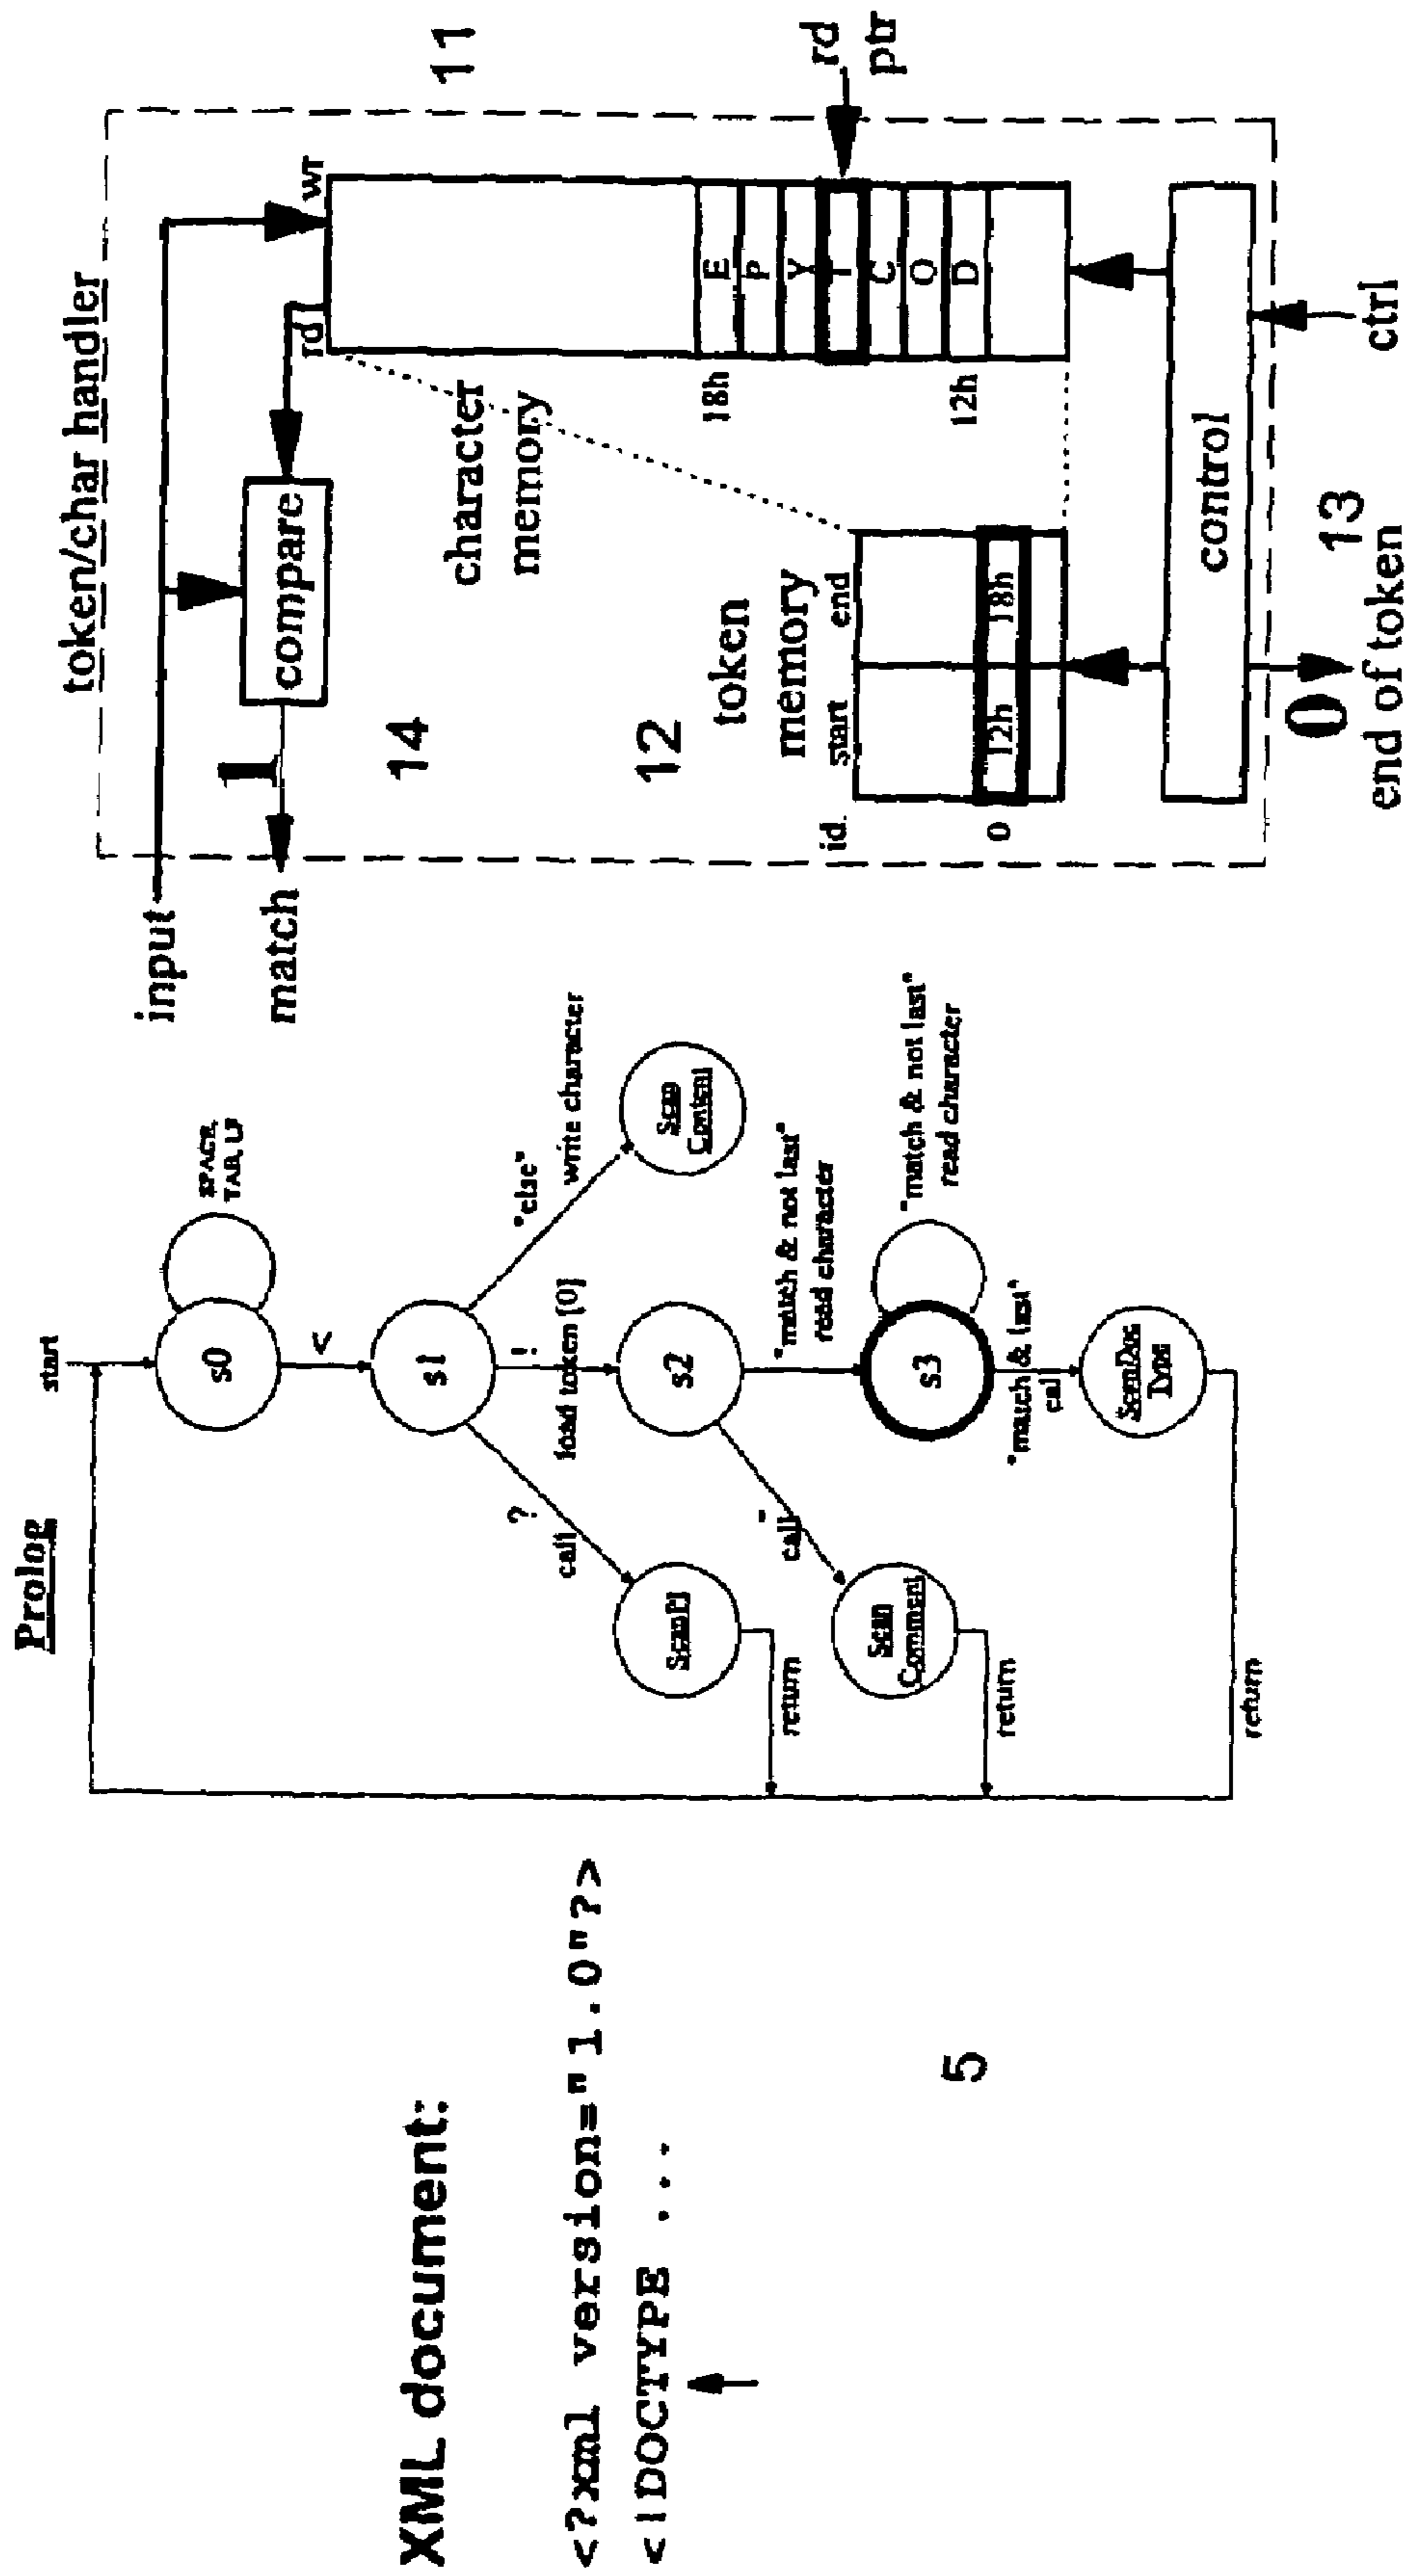 XML document:
<?xml version="1.0"?>
<!DOCTYPE ...
5
Prolog
start
s0
SPACE,
TAB, LF
<
s1
?
call
!
load token [0]
"else"
write character
ScanPI
return
s2
Scan
Content
-
call
"match & not last"
read character
Scan
Comment
return
s3
"match & not last"
read character
"match & last"
call
ScanDoc
Type
return
token/char handler
input
match
1
compare
14
rd
wr
11
character
memory
18h
E
P
Y
T
C
O
D
12h
rd
ptr
12
token
memory
id
start
end
0
12h
18h
control
0
13
end of token
ctrl